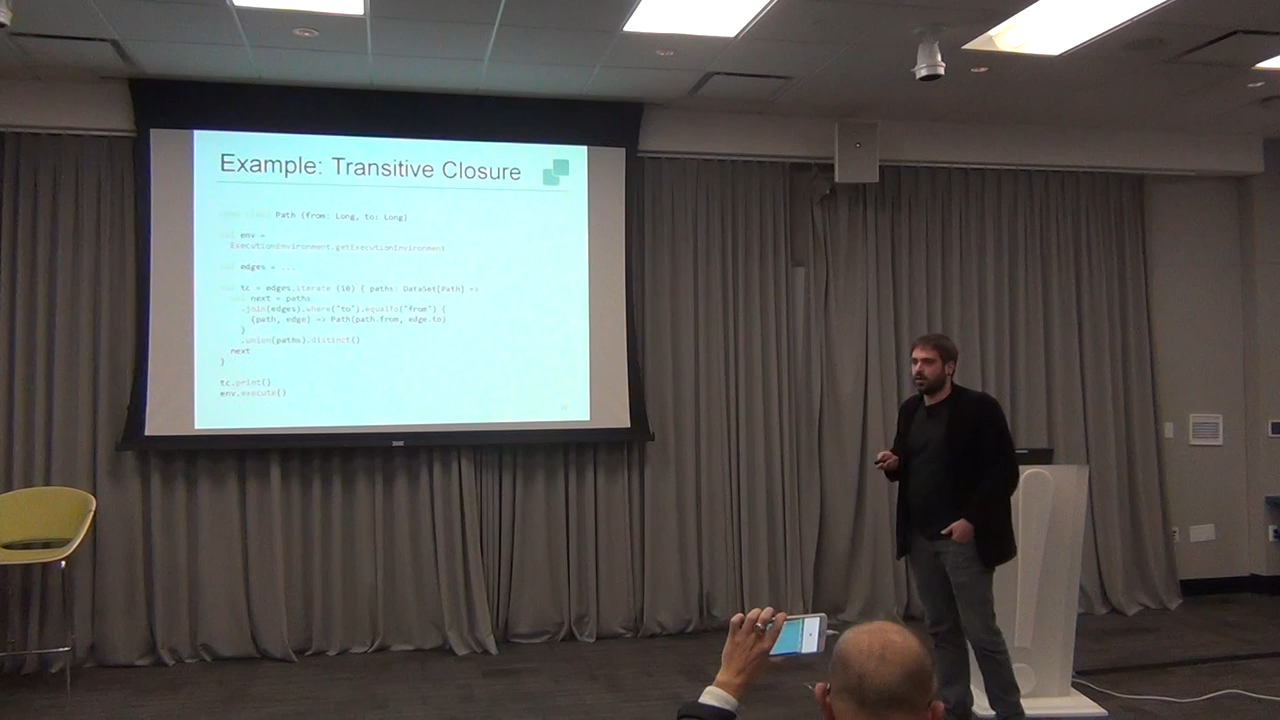 Example: Transitive Closure
case class Path (from: Long, to: Long)
val env =
ExecutionEnvironment.getExecutionEnvironment
val edges = ...
val tc = edges.iterate (10) { paths: DataSet[Path] =>
val next = paths
.join(edges).where("to").equalTo("from") {
(path, edge) => Path(path.from, edge.to)
}
.union(paths).distinct()
next
}
tc.print()
env.execute()